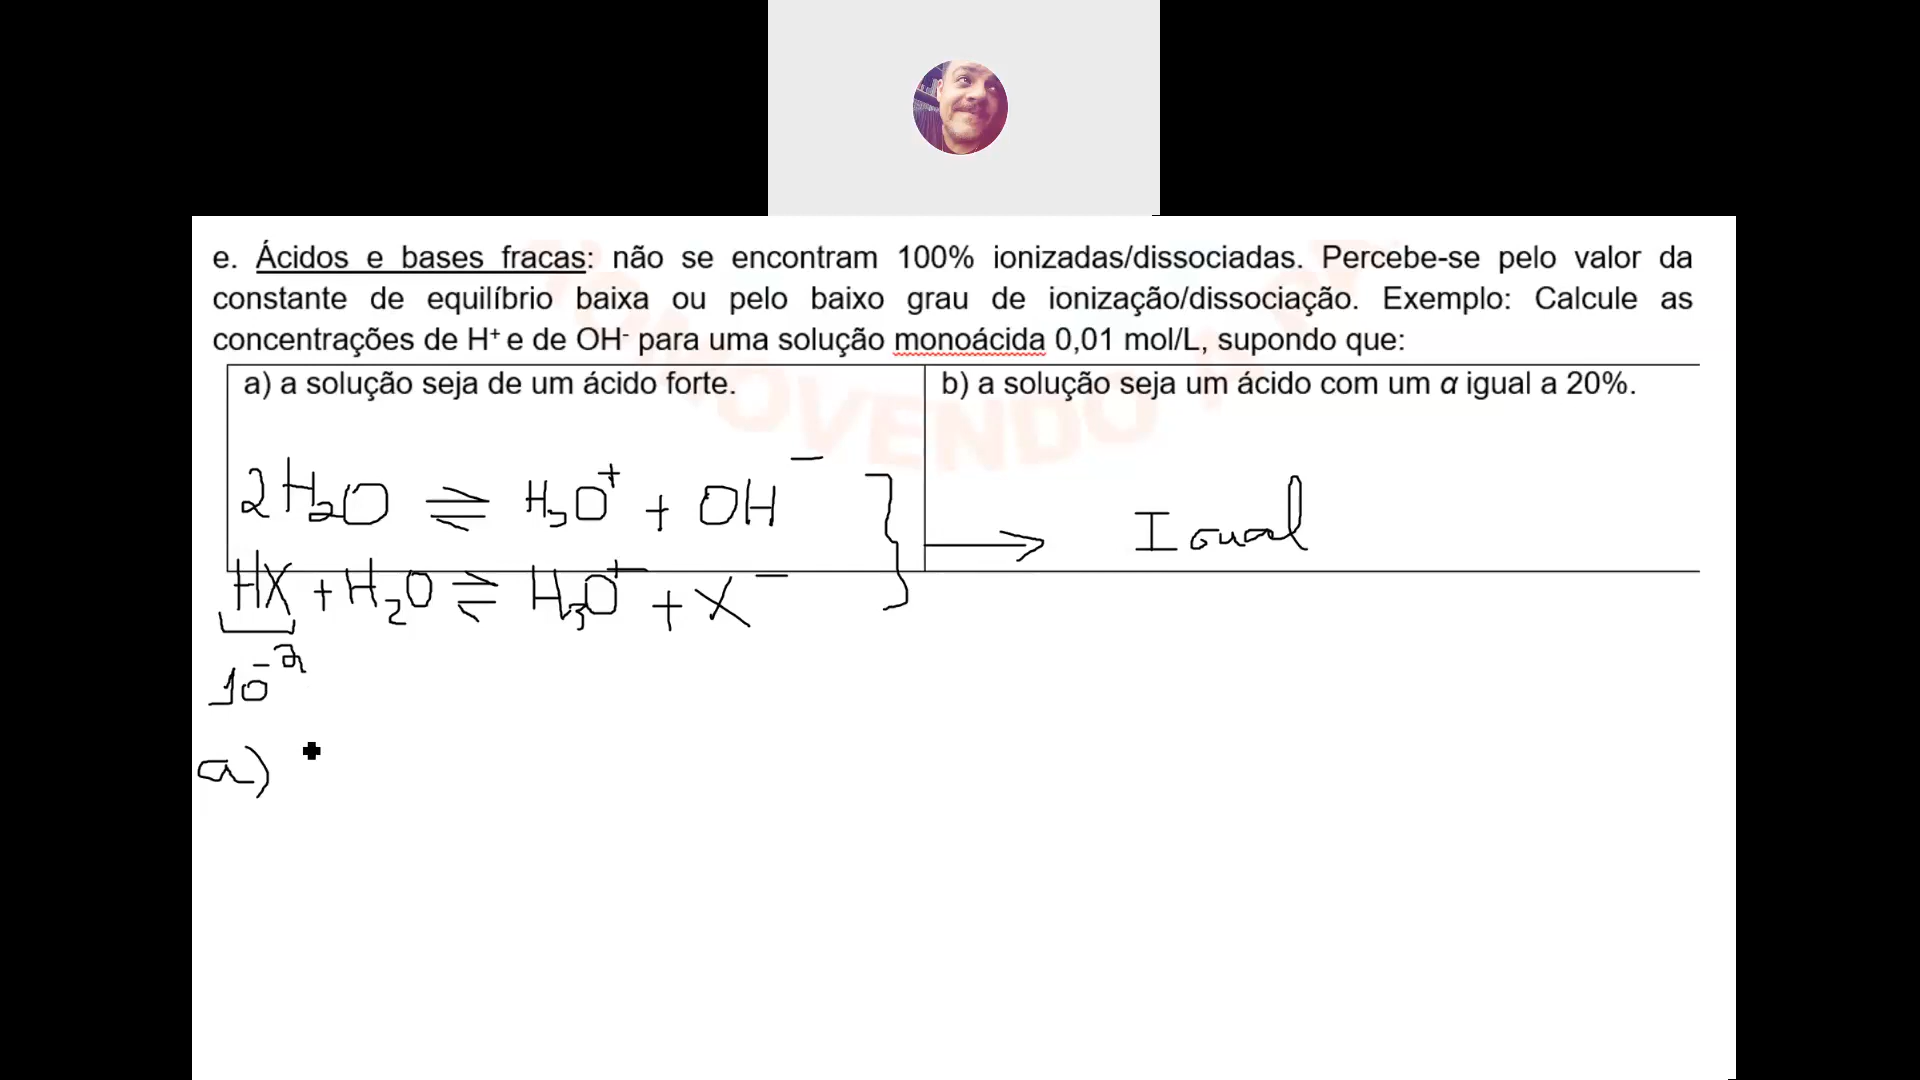 e. Ácidos e bases fracas: não se encontram 100% ionizadas/dissociadas. Percebe-se pelo valor da
constante de equilíbrio baixa ou pelo baixo grau de ionização/dissociação. Exemplo: Calcule as
concentrações de H⁺ e de OH⁻ para uma solução monoácida 0,01 mol/L, supondo que:
a) a solução seja de um ácido forte.
b) a solução seja um ácido com um α igual a 20%.
2H₂O ⇌ H₃O⁺ + OH⁻
→ Igual
HX + H₂O ⇌ H₃O⁺ + X⁻
10⁻²
a)